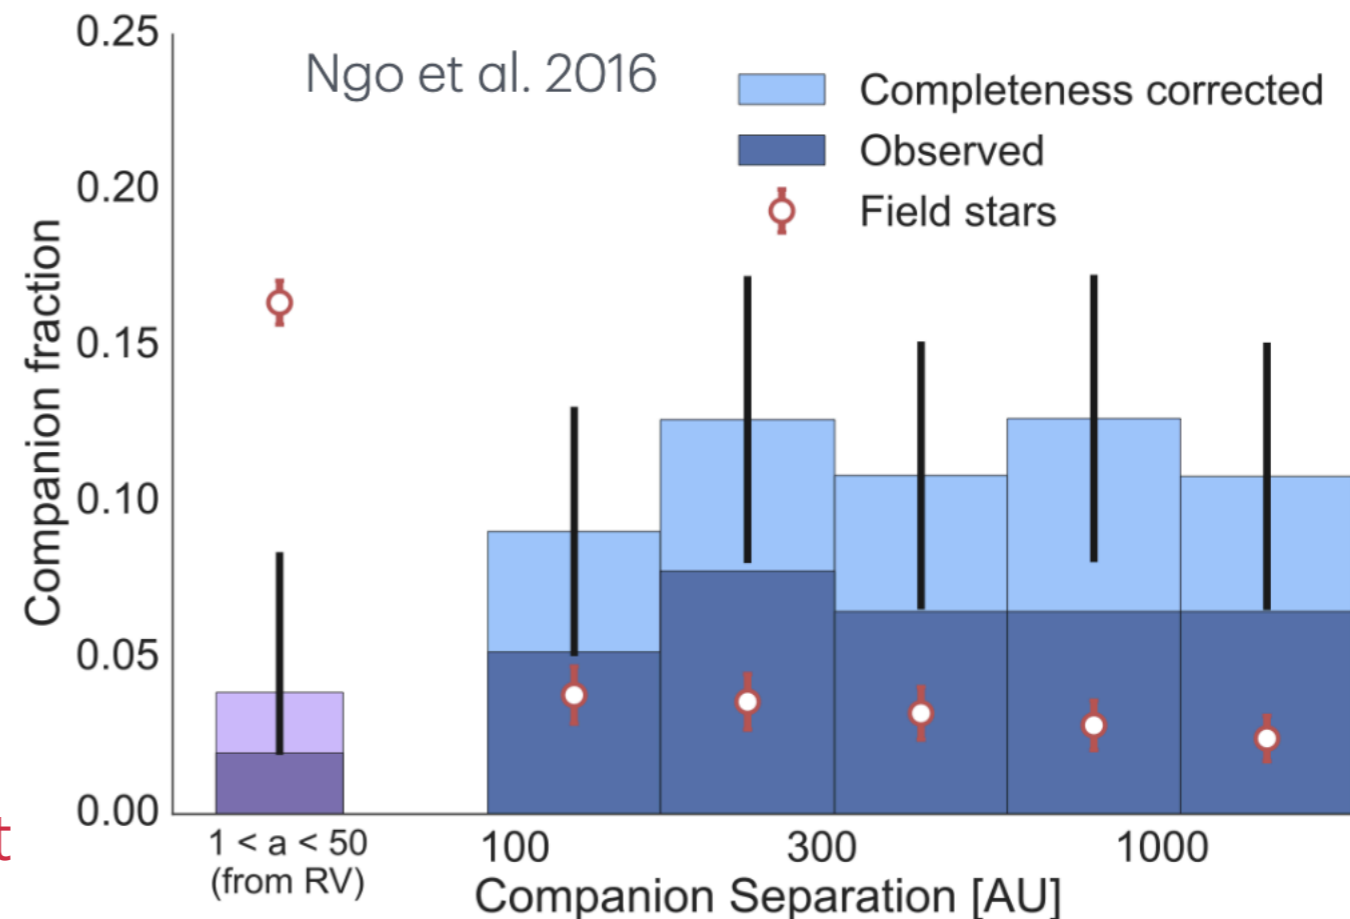 0.25
0.20
0.15
0.10
0.05
0.00
Companion fraction
Ngo et al. 2016
Completeness corrected
Observed
Field stars
1 < a < 50
(from RV)
100
300
1000
Companion Separation [AU]
t